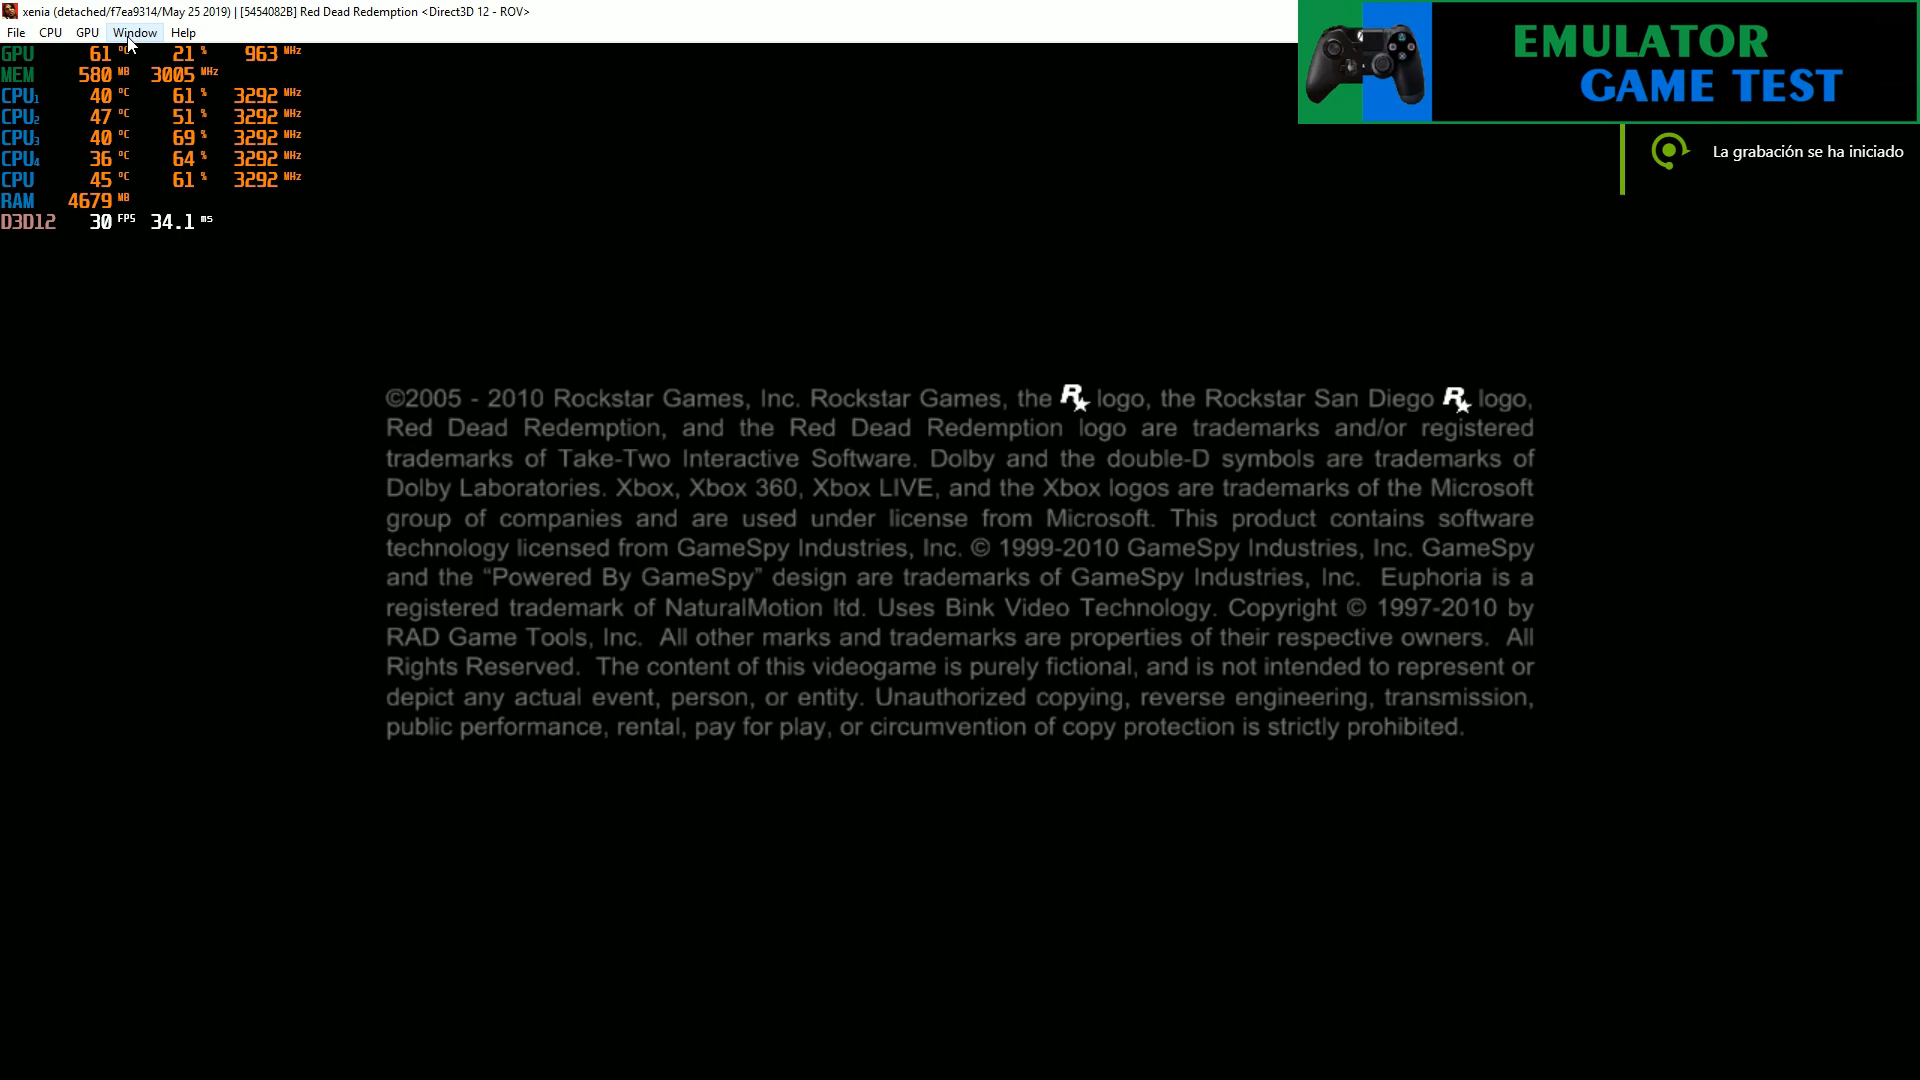 xenia (detached/f7ea9314/May 25 2019) | [5454082B] Red Dead Redemption <Direct3D 12 - ROV>
File CPU GPU Window Help
EMULATOR
GAME TEST
La grabación se ha iniciado
GPU 61 °C 21 % 963 MHz
MEM 580 MB 3005 MHz
CPU1 40 °C 61 % 3292 MHz
CPU2 47 °C 51 % 3292 MHz
CPU3 40 °C 69 % 3292 MHz
CPU4 36 °C 64 % 3292 MHz
CPU 45 °C 61 % 3292 MHz
RAM 4679 MB
D3D12 30 FPS 34.1 ms
©2005 - 2010 Rockstar Games, Inc. Rockstar Games, the R logo, the Rockstar San Diego R logo,
Red Dead Redemption, and the Red Dead Redemption logo are trademarks and/or registered
trademarks of Take-Two Interactive Software. Dolby and the double-D symbols are trademarks of
Dolby Laboratories. Xbox, Xbox 360, Xbox LIVE, and the Xbox logos are trademarks of the Microsoft
group of companies and are used under license from Microsoft. This product contains software
technology licensed from GameSpy Industries, Inc. © 1999-2010 GameSpy Industries, Inc. GameSpy
and the “Powered By GameSpy” design are trademarks of GameSpy Industries, Inc. Euphoria is a
registered trademark of NaturalMotion ltd. Uses Bink Video Technology. Copyright © 1997-2010 by
RAD Game Tools, Inc. All other marks and trademarks are properties of their respective owners. All
Rights Reserved. The content of this videogame is purely fictional, and is not intended to represent or
depict any actual event, person, or entity. Unauthorized copying, reverse engineering, transmission,
public performance, rental, pay for play, or circumvention of copy protection is strictly prohibited.